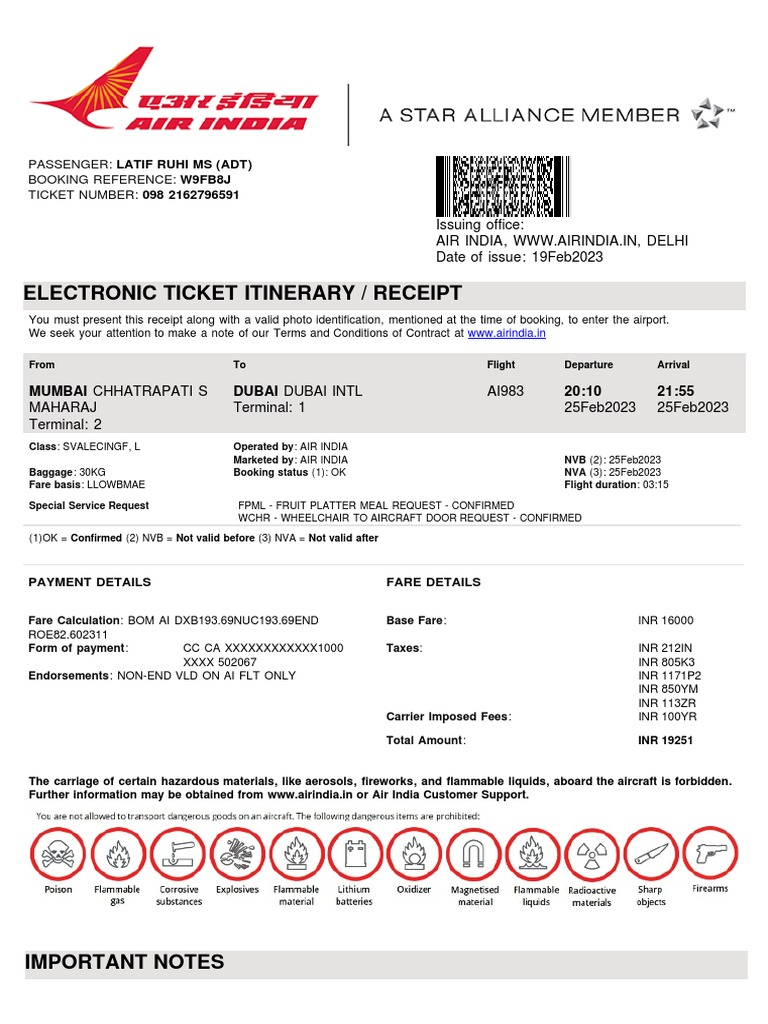 एअर इंडिया
AIR INDIA
A STAR ALLIANCE MEMBER ™
PASSENGER: LATIF RUHI MS (ADT)
BOOKING REFERENCE: W9FB8J
TICKET NUMBER: 098 2162796591
Issuing office:
AIR INDIA, WWW.AIRINDIA.IN, DELHI
Date of issue: 19Feb2023
ELECTRONIC TICKET ITINERARY / RECEIPT
You must present this receipt along with a valid photo identification, mentioned at the time of booking, to enter the airport.
We seek your attention to make a note of our Terms and Conditions of Contract at www.airindia.in
From To Flight Departure Arrival
MUMBAI CHHATRAPATI S DUBAI DUBAI INTL AI983 20:10 21:55
MAHARAJ Terminal: 1 25Feb2023 25Feb2023
Terminal: 2
Class: SVALECINGF, L Operated by: AIR INDIA
Marketed by: AIR INDIA NVB (2): 25Feb2023
Baggage: 30KG Booking status (1): OK NVA (3): 25Feb2023
Fare basis: LLOWBMAE Flight duration: 03:15
Special Service Request FPML - FRUIT PLATTER MEAL REQUEST - CONFIRMED
WCHR - WHEELCHAIR TO AIRCRAFT DOOR REQUEST - CONFIRMED
(1)OK = Confirmed (2) NVB = Not valid before (3) NVA = Not valid after
PAYMENT DETAILS FARE DETAILS
Fare Calculation: BOM AI DXB193.69NUC193.69END Base Fare: INR 16000
ROE82.602311
Form of payment: CC CA XXXXXXXXXXXX1000 Taxes: INR 212IN
XXXX 502067 INR 805K3
Endorsements: NON-END VLD ON AI FLT ONLY INR 1171P2
INR 850YM
INR 113ZR
Carrier Imposed Fees: INR 100YR
Total Amount: INR 19251
The carriage of certain hazardous materials, like aerosols, fireworks, and flammable liquids, aboard the aircraft is forbidden.
Further information may be obtained from www.airindia.in or Air India Customer Support.
You are not allowed to transport dangerous goods on an aircraft. The following dangerous items are prohibited:
Poison Flammable Corrosive Explosives Flammable Lithium Oxidizer Magnetised Flammable Radioactive Sharp Firearms
gas substances material batteries material liquids materials objects
IMPORTANT NOTES